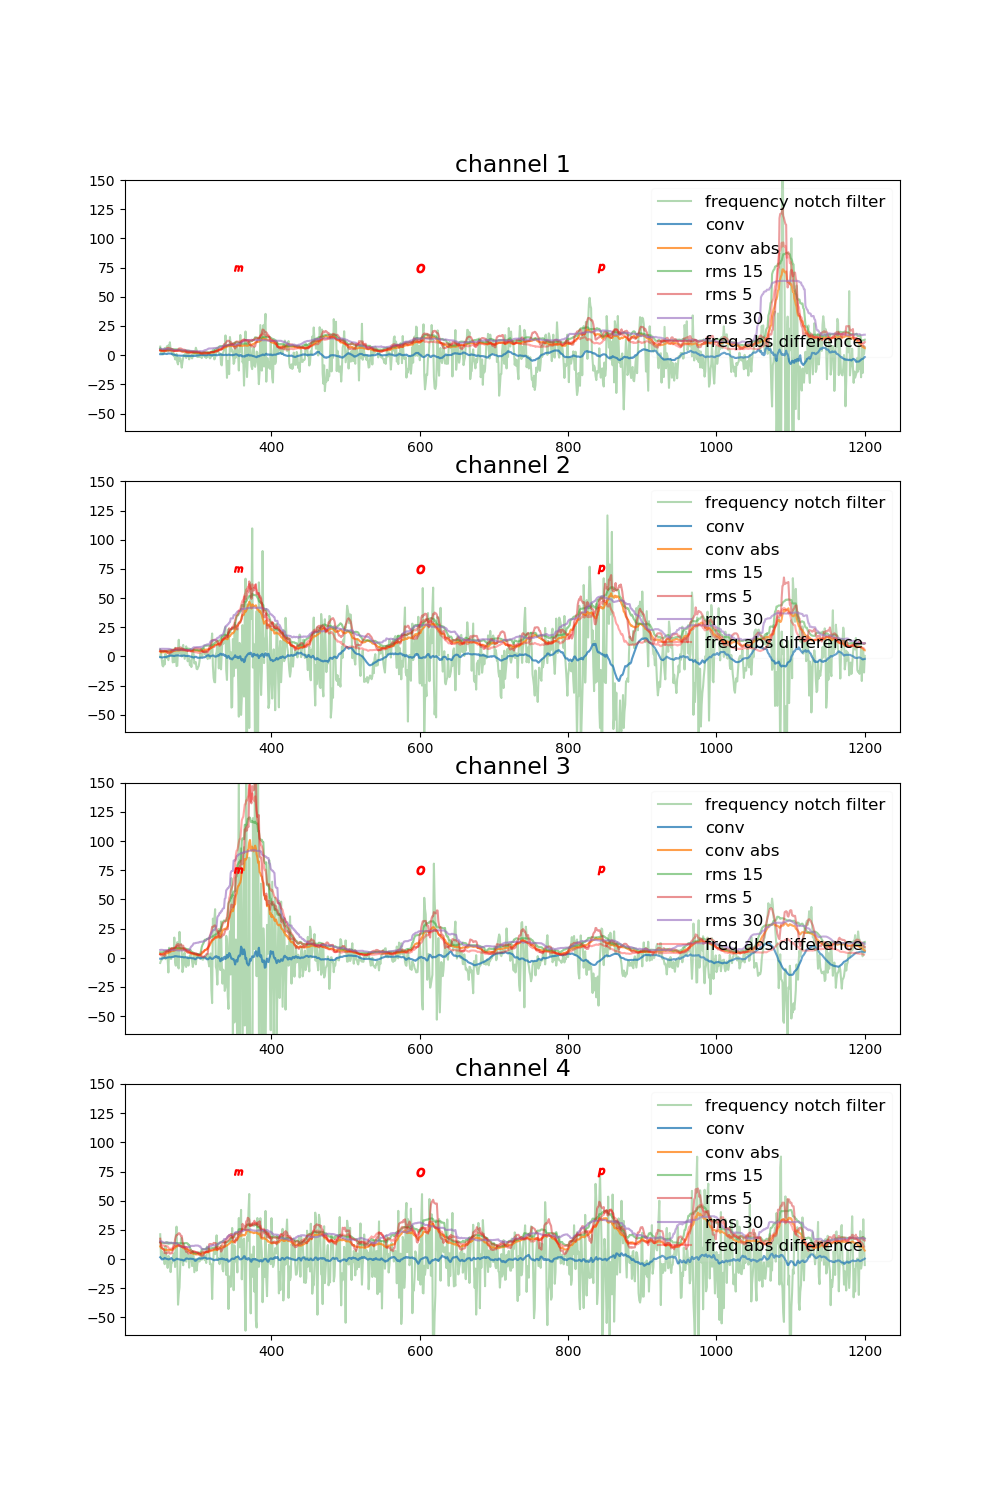 channel 1
150
125
100
75
50
25
0
−25
−50
m o p
frequency notch filter
conv
conv abs
rms 15
rms 5
rms 30
freq abs difference
400 600 800 1000 1200
channel 2
150
125
100
75
50
25
0
−25
−50
m o p
frequency notch filter
conv
conv abs
rms 15
rms 5
rms 30
freq abs difference
400 600 800 1000 1200
channel 3
150
125
100
75
50
25
0
−25
−50
m o p
frequency notch filter
conv
conv abs
rms 15
rms 5
rms 30
freq abs difference
400 600 800 1000 1200
channel 4
150
125
100
75
50
25
0
−25
−50
m o p
frequency notch filter
conv
conv abs
rms 15
rms 5
rms 30
freq abs difference
400 600 800 1000 1200